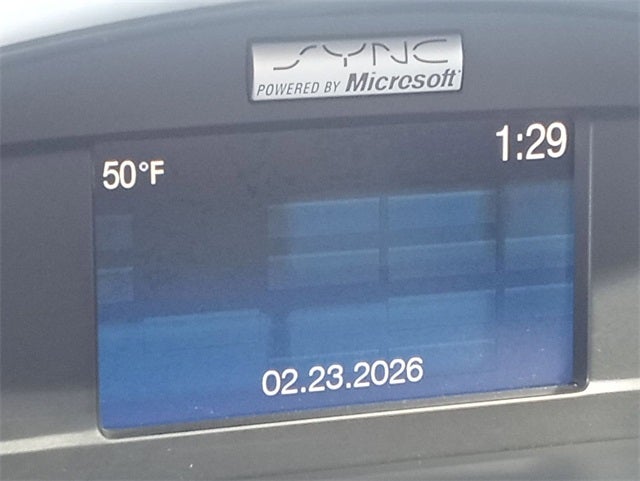 SYNC
POWERED BY Microsoft
1:29
50°F
02.23.2026